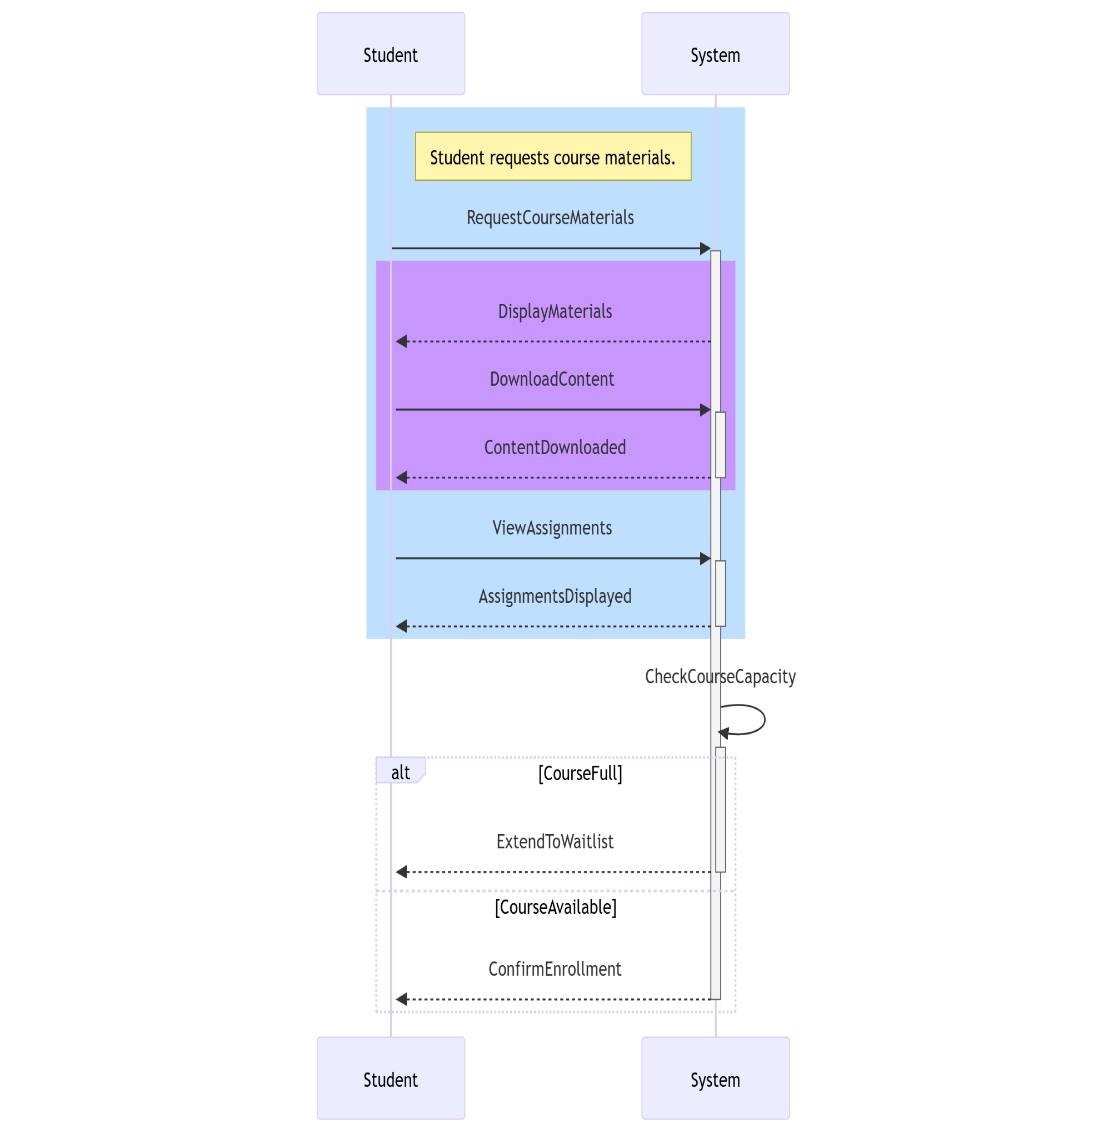 Student
System
Student requests course materials.
RequestCourseMaterials
DisplayMaterials
DownloadContent
ContentDownloaded
ViewAssignments
AssignmentsDisplayed
CheckCourseCapacity
alt
[CourseFull]
ExtendToWaitlist
[CourseAvailable]
ConfirmEnrollment
Student
System